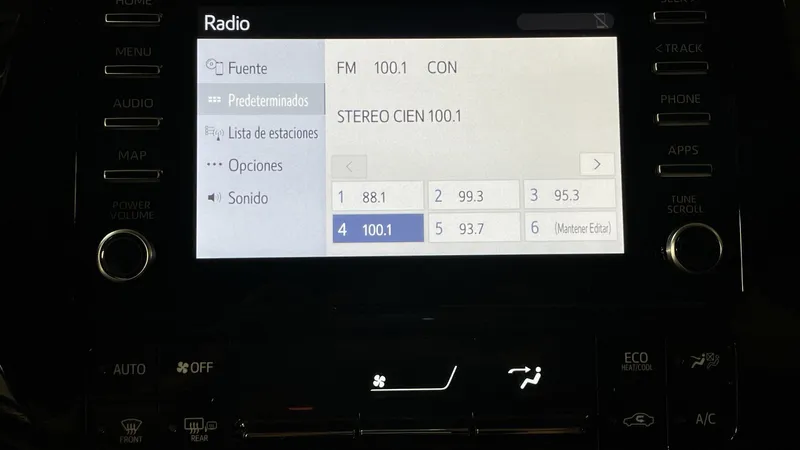 HOME
Radio
SEEK >
MENU
Fuente
FM 100.1 CON
< TRACK
AUDIO
Predeterminados
PHONE
Lista de estaciones
STEREO CIEN 100.1
MAP
Opciones
APPS
POWER
VOLUME
Sonido
1 88.1
2 99.3
3 95.3
TUNE
SCROLL
4 100.1
5 93.7
6 (Mantener Editar)
AUTO
OFF
ECO
HEAT/COOL
FRONT
REAR
A/C